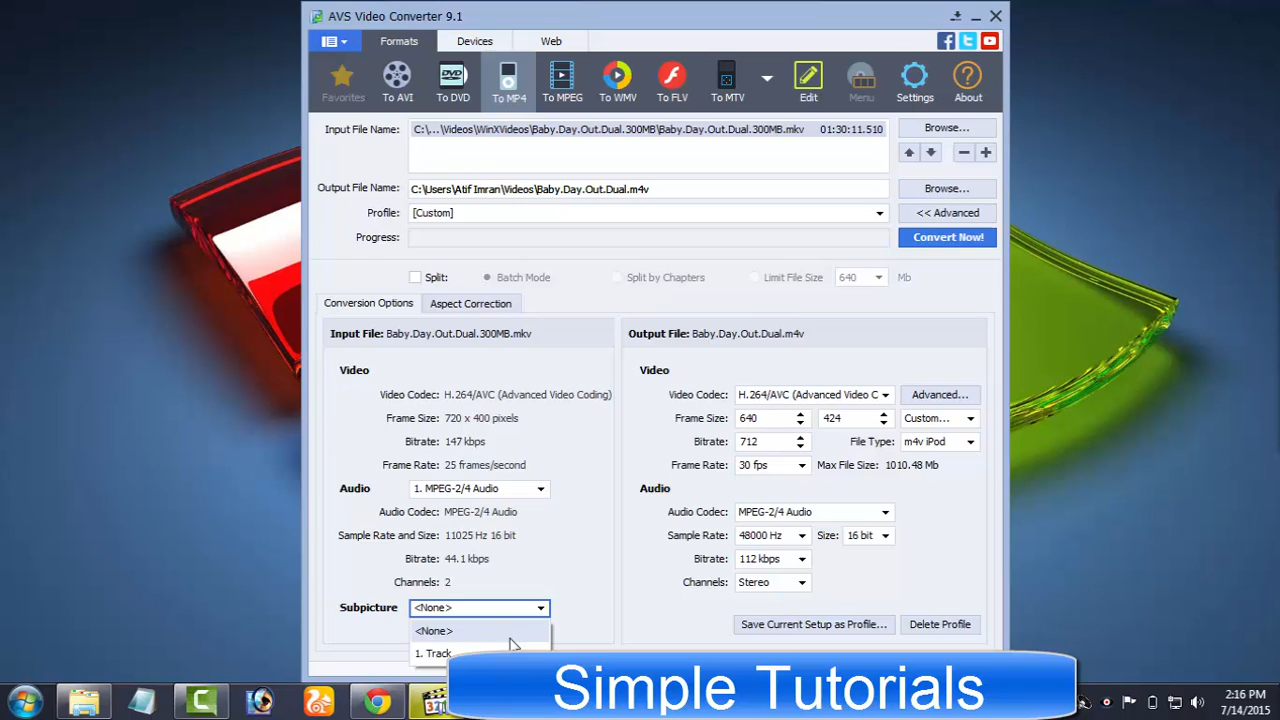 AVS Video Converter 9.1
Formats Devices Web
Favorites To AVI To DVD To MP4 To MPEG To WMV To FLV To MTV Edit Menu Settings About
Input File Name: C:\...\Videos\WinXVideos\Baby.Day.Out.Dual.300MB\Baby.Day.Out.Dual.300MB.mkv 01:30:11.510 Browse...
Output File Name: C:\Users\Atif Imran\Videos\Baby.Day.Out.Dual.m4v Browse...
Profile: [Custom] << Advanced
Progress: Convert Now!
Split: Batch Mode Split by Chapters Limit File Size 640 Mb
Conversion Options Aspect Correction
Input File: Baby.Day.Out.Dual.300MB.mkv Output File: Baby.Day.Out.Dual.m4v
Video Video
Video Codec: H.264/AVC (Advanced Video Coding) Video Codec: H.264/AVC (Advanced Video C Advanced...
Frame Size: 720 x 400 pixels Frame Size: 640 424 Custom...
Bitrate: 147 kbps Bitrate: 712 File Type: m4v iPod
Frame Rate: 25 frames/second Frame Rate: 30 fps Max File Size: 1010.48 Mb
Audio 1. MPEG-2/4 Audio Audio
Audio Codec: MPEG-2/4 Audio Audio Codec: MPEG-2/4 Audio
Sample Rate and Size: 11025 Hz 16 bit Sample Rate: 48000 Hz Size: 16 bit
Bitrate: 44.1 kbps Bitrate: 112 kbps
Channels: 2 Channels: Stereo
Subpicture <None>
Save Current Setup as Profile... Delete Profile
<None>
1. Track
Simple Tutorials
2:16 PM
7/14/2015